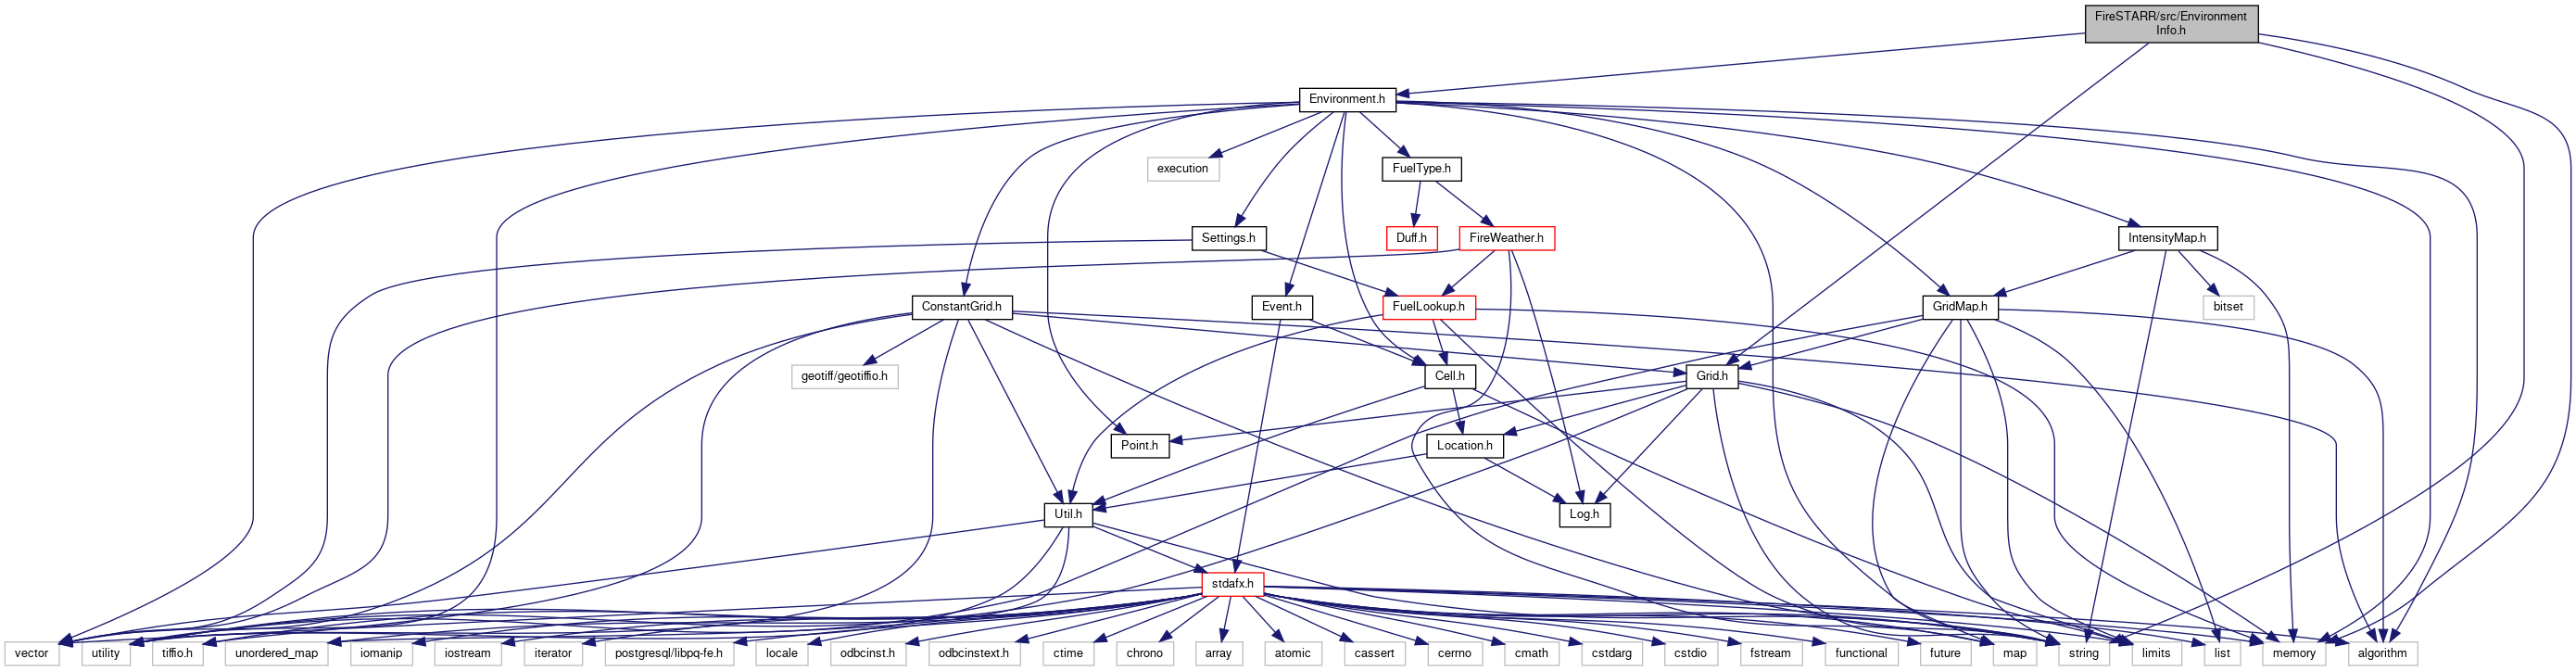 FireSTARR/src/Environment
Info.h
Environment.h
execution
FuelType.h
Settings.h
Duff.h
FireWeather.h
IntensityMap.h
ConstantGrid.h
Event.h
FuelLookup.h
GridMap.h
bitset
geotiff/geotiffio.h
Cell.h
Grid.h
Point.h
Location.h
Util.h
Log.h
stdafx.h
vector
utility
tiffio.h
unordered_map
iomanip
iostream
iterator
postgresql/libpq-fe.h
locale
odbcinst.h
odbcinstext.h
ctime
chrono
array
atomic
cassert
cerrno
cmath
cstdarg
cstdio
fstream
functional
future
map
string
limits
list
memory
algorithm